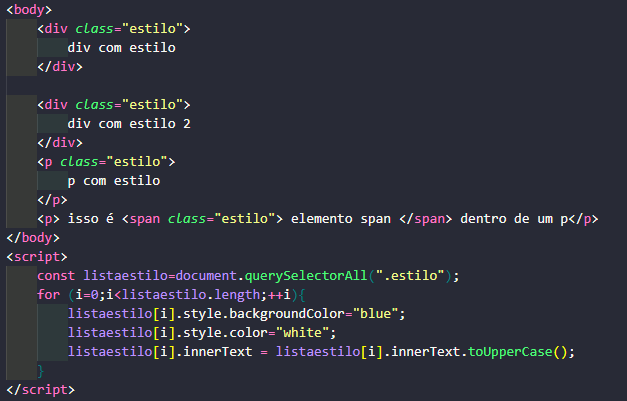 <body>
<div class="estilo">
div com estilo
</div>
<div class="estilo">
div com estilo 2
</div>
<p class="estilo">
p com estilo
</p>
<p> isso é <span class="estilo"> elemento span </span> dentro de um p</p>
</body>
<script>
const listaestilo=document.querySelectorAll(".estilo");
for (i=0;i<listaestilo.length;++i){
listaestilo[i].style.backgroundColor="blue";
listaestilo[i].style.color="white";
listaestilo[i].innerText = listaestilo[i].innerText.toUpperCase();
}
</script>